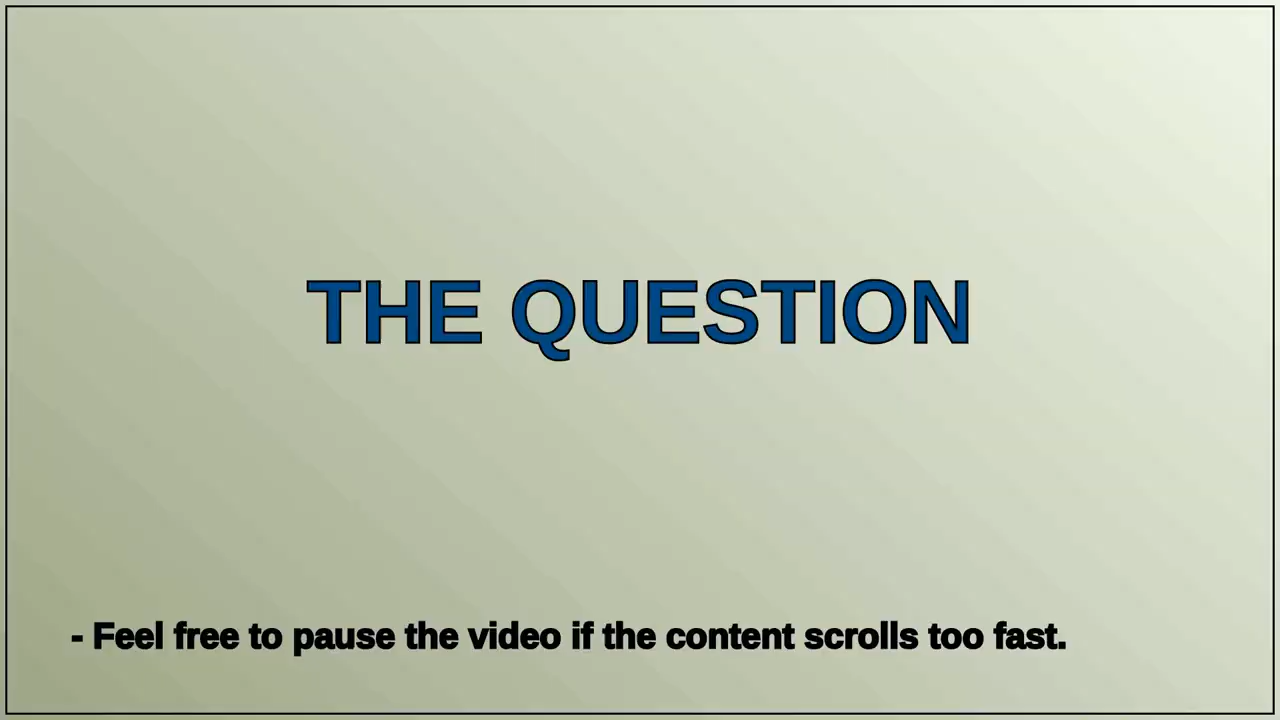 THE QUESTION
- Feel free to pause the video if the content scrolls too fast.